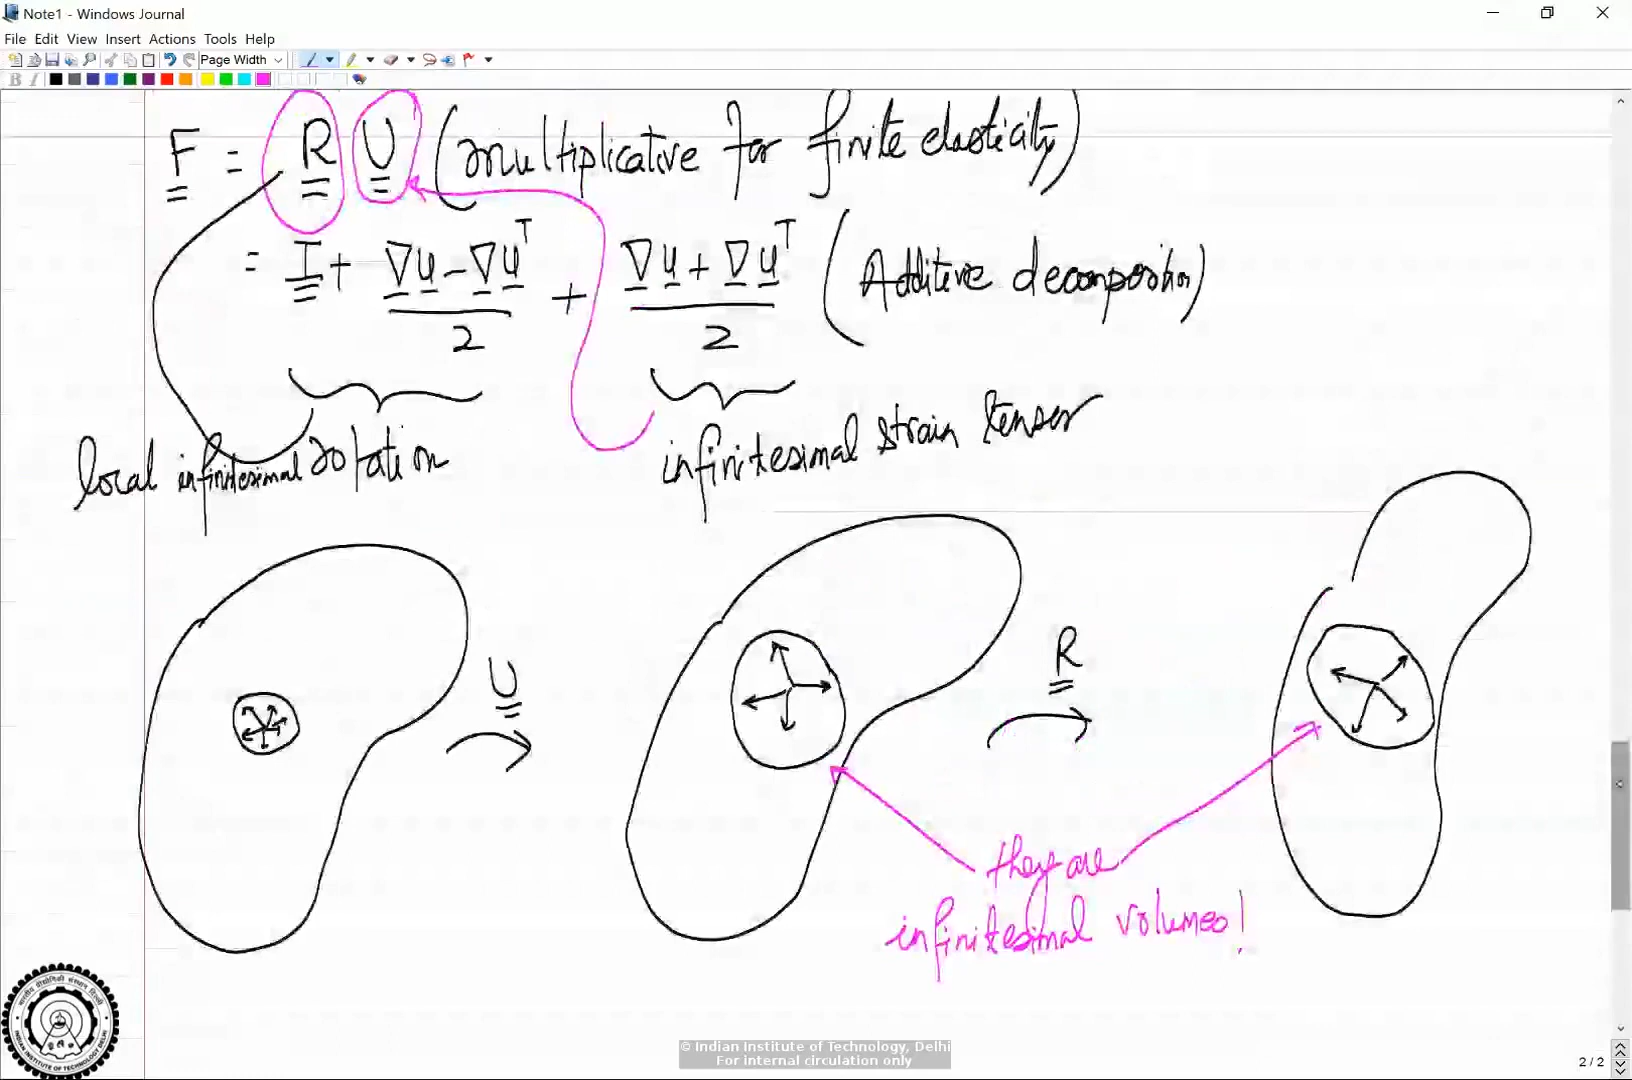 Note1 - Windows Journal
File Edit View Insert Actions Tools Help
Page Width
B I
F = R U (multiplicative for finite elasticity)
= I + ∇u - ∇uᵀ / 2 + ∇u + ∇uᵀ / 2 (Additive decomposition)
local infinitesimal rotation
infinitesimal strain tensor
U
R
they are
infinitesimal volumes!
© Indian Institute of Technology, Delhi
For internal circulation only
2 / 2